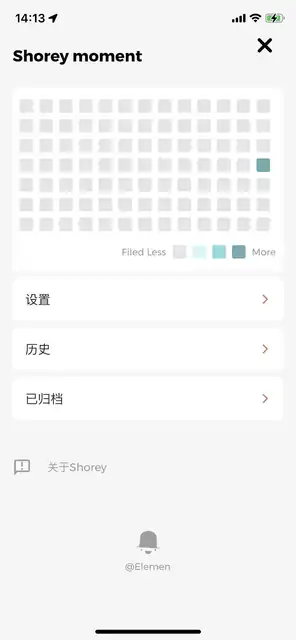 14:13
Shorey moment
Filed Less
More
设置
历史
已归档
关于Shorey
@Elemen